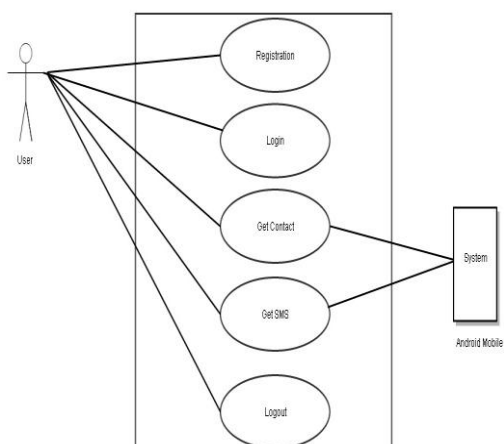 Registration
Login
User
Get Contact
System
Get SMS
Android Mobile
Logout